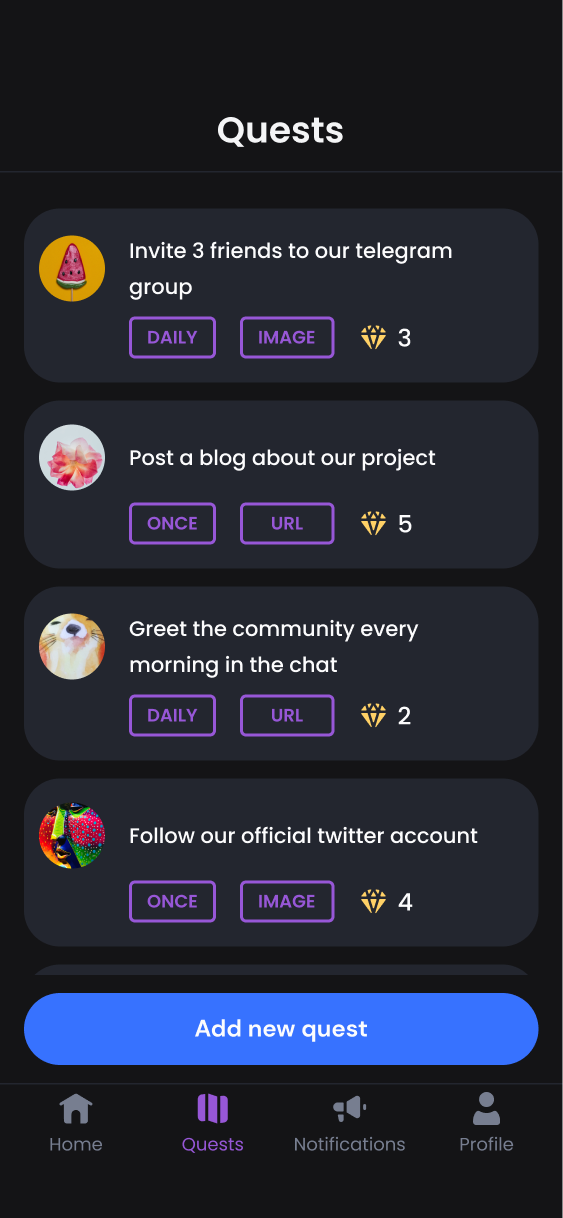 Quests
Invite 3 friends to our telegram
group
DAILY IMAGE 3
Post a blog about our project
ONCE URL 5
Greet the community every
morning in the chat
DAILY URL 2
Follow our official twitter account
ONCE IMAGE 4
Add new quest
Home Quests Notifications Profile